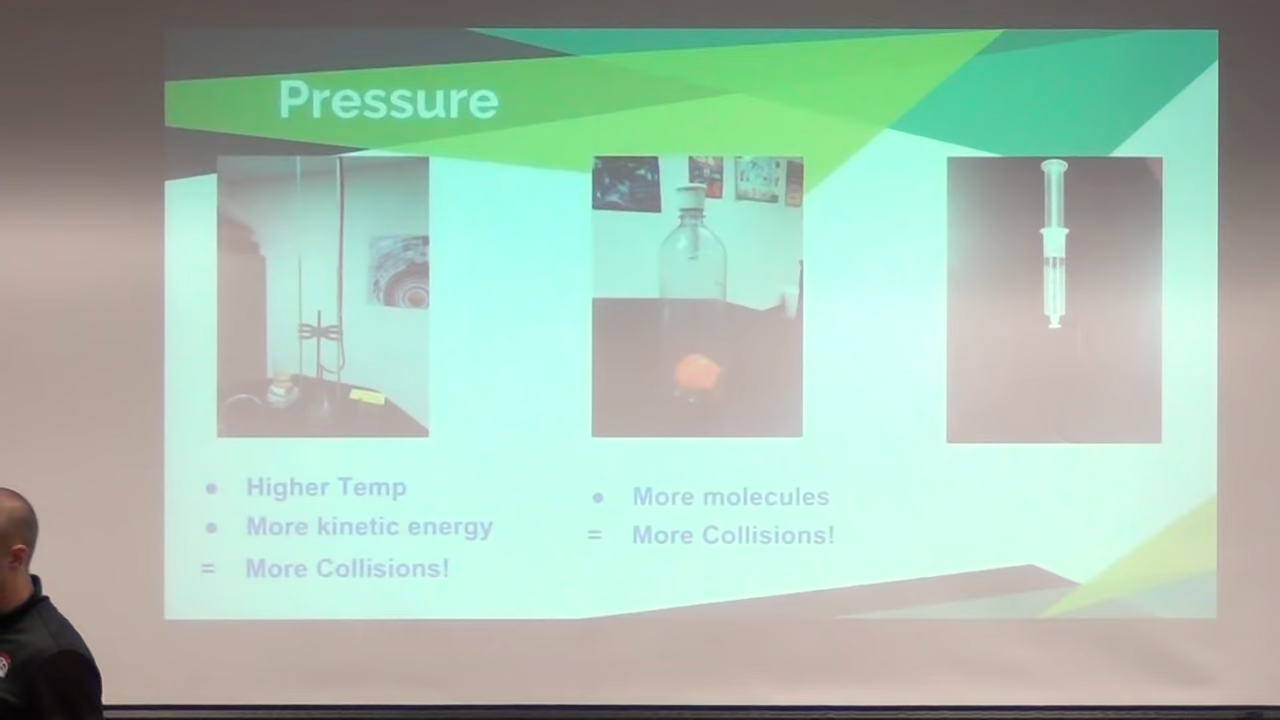 Pressure
● Higher Temp
● More kinetic energy
= More Collisions!
● More molecules
= More Collisions!